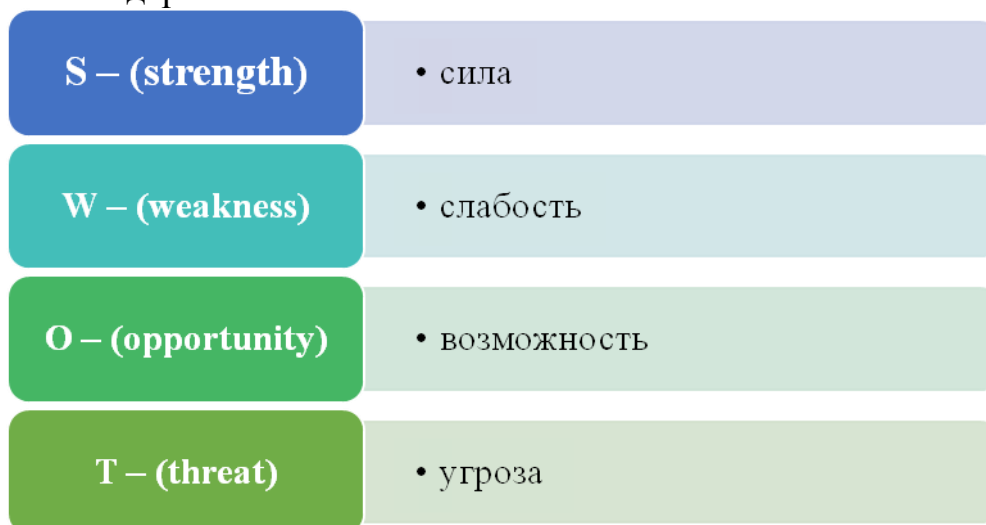 S – (strength)
• сила
W – (weakness)
• слабость
O – (opportunity)
• возможность
T – (threat)
• угроза